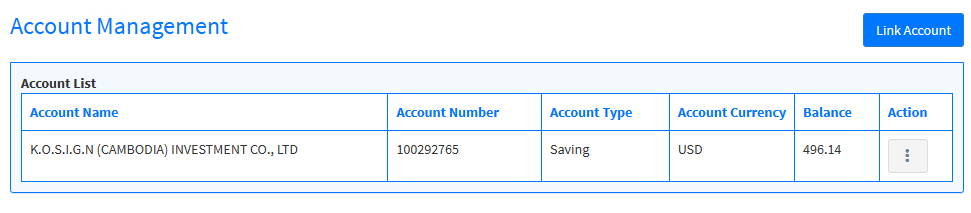 Account Management
Link Account
Account List
Account Name Account Number Account Type Account Currency Balance Action
K.O.S.I.G.N (CAMBODIA) INVESTMENT CO., LTD 100292765 Saving USD 496.14